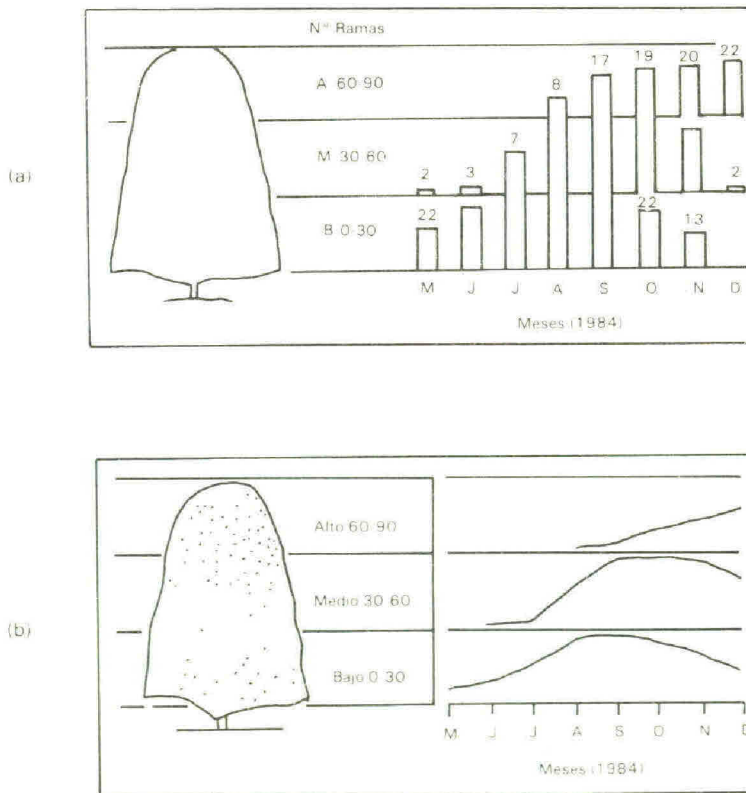 (a)
Nº Ramas
A 60-90
M 30-60
B 0-30
8 17 19 20 22
7
2 3 2
22 22 13
M J J A S O N D
Meses (1984)
(b)
Alto 60-90
Medio 30-60
Bajo 0-30
M J J A S O N D
Meses (1984)